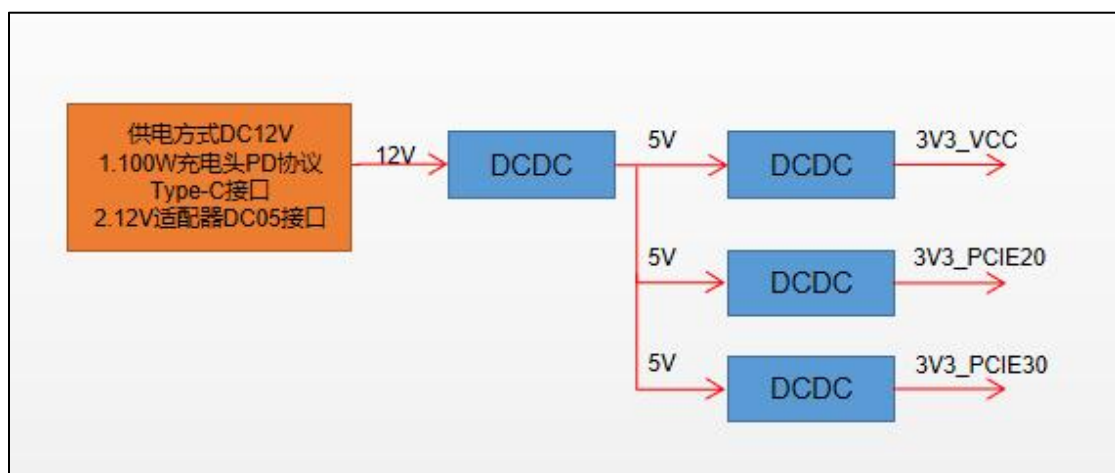 供电方式DC12V
1.100W充电头PD协议
Type-C接口
2.12V适配器DC05接口
12V
DCDC
5V
DCDC
3V3_VCC
5V
DCDC
3V3_PCIE20
5V
DCDC
3V3_PCIE30